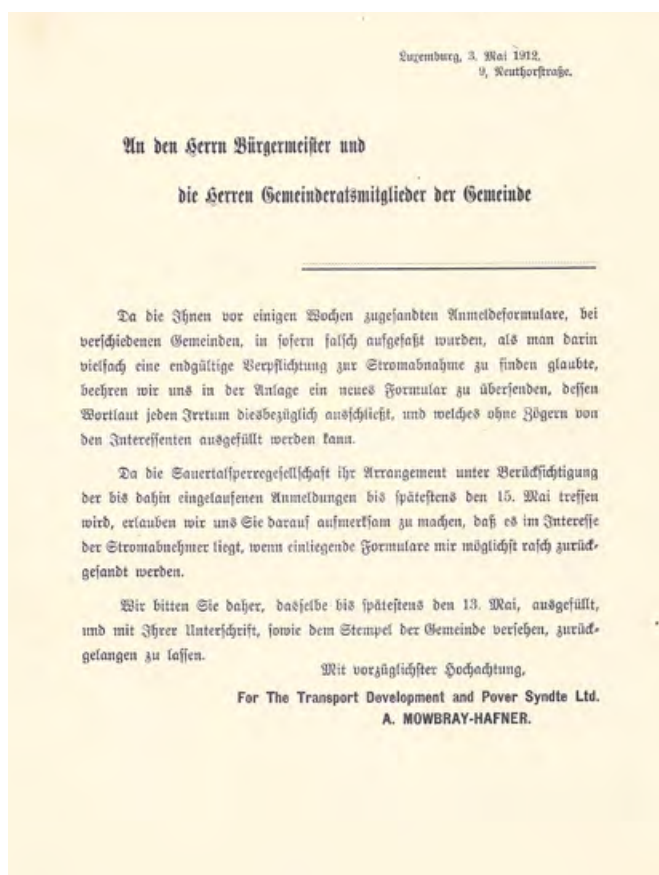 Luxemburg, 3. Mai 1912.
9, Neuthorstraße.
An den Herrn Bürgermeister und
die Herren Gemeinderatsmitglieder der Gemeinde
Da die Ihnen vor einigen Wochen zugesandten Anmeldeformulare, bei
verschiedenen Gemeinden, in sofern falsch aufgefaßt wurden, als man darin
vielfach eine endgültige Verpflichtung zur Stromabnahme zu finden glaubte,
beehren wir uns in der Anlage ein neues Formular zu übersenden, dessen
Wortlaut jeden Irrtum diesbezüglich ausschließt, und welches ohne Zögern von
den Interessenten ausgefüllt werden kann.
Da die Sauertalsperregesellschaft ihr Arrangement unter Berücksichtigung
der bis dahin eingelaufenen Anmeldungen bis spätestens den 15. Mai treffen
wird, erlauben wir uns Sie darauf aufmerksam zu machen, daß es im Interesse
der Stromabnehmer liegt, wenn einliegende Formulare mir möglichst rasch zurück-
gesandt werden.
Wir bitten Sie daher, dasselbe bis spätestens den 13. Mai, ausgefüllt,
und mit Ihrer Unterschrift, sowie dem Stempel der Gemeinde versehen, zurück-
gelangen zu lassen.
Mit vorzüglichster Hochachtung,
For The Transport Development and Pover Syndte Ltd.
A. MOWBRAY-HAFNER.